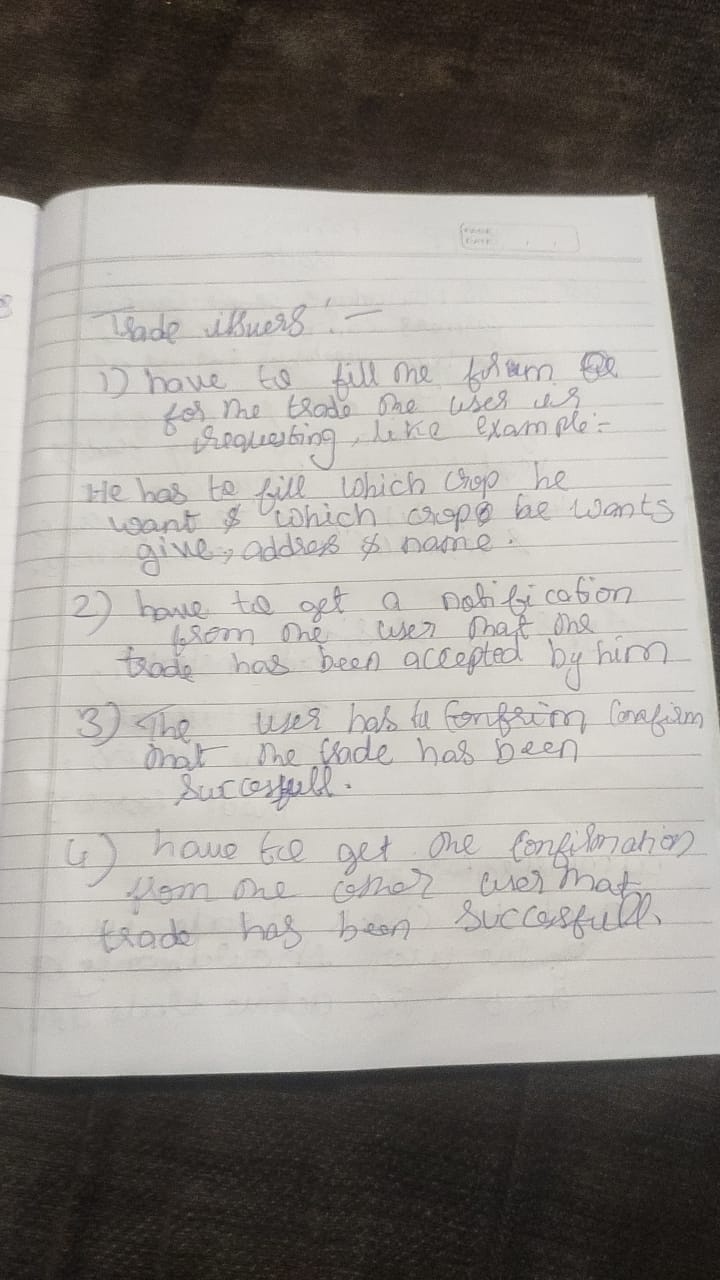 Trade issuers :-
1) have to fill the form
for the trade the user is
requesting, like example :-
He has to fill which crop he
want & which crops he wants
give, address & name.
2) have to get a notification
from the user that the
trade has been accepted by him
3) The user has to Confirm
that the trade has been
Successfull.
4) have to get the Confirmation
from the other user that
trade has been Successfull.